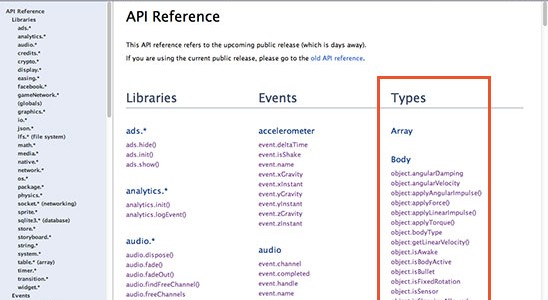 API Reference
Libraries
ads.*
analytics.*
audio.*
credits.*
crypto.*
display.*
easing.*
facebook.*
gameNetwork.*
(globals)
graphics.*
io.*
json.*
lfs.* (file system)
math.*
media.*
native.*
network.*
os.*
package.*
physics.*
socket.* (networking)
sprite.*
sqlite3.* (database)
store.*
storyboard.*
string.*
system.*
table.* (array)
timer.*
transition.*
widget.*
Events
API Reference
This API reference refers to the upcoming public release (which is days away).
If you are using the current public release, please go to the old API reference.
Libraries
ads.*
ads.hide()
ads.init()
ads.show()
analytics.*
analytics.init()
analytics.logEvent()
audio.*
audio.dispose()
audio.fade()
audio.fadeOut()
audio.findFreeChannel()
audio.freeChannels
Events
accelerometer
event.deltaTime
event.isShake
event.name
event.xGravity
event.xInstant
event.yGravity
event.yInstant
event.zGravity
event.zInstant
audio
event.channel
event.completed
event.handle
event.name
Types
Array
Body
object.angularDamping
object.angularVelocity
object.applyAngularImpulse()
object.applyForce()
object.applyLinearImpulse()
object.applyTorque()
object.bodyType
object.getLinearVelocity()
object.isAwake
object.isBodyActive
object.isBullet
object.isFixedRotation
object.isSensor